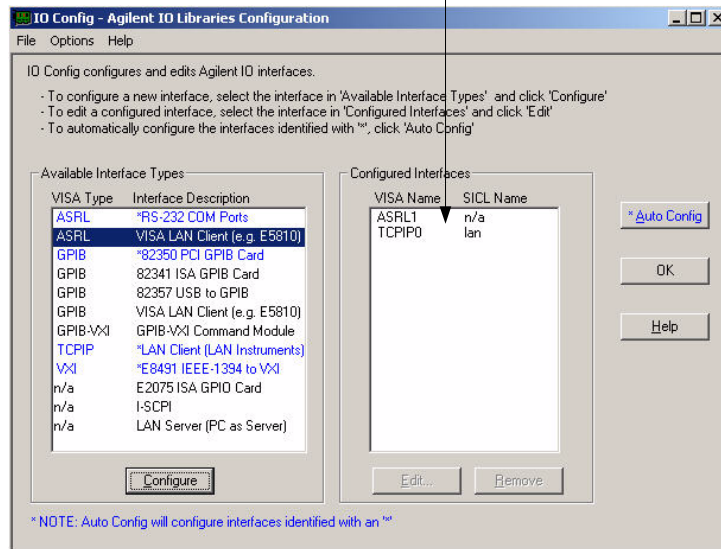 IO Config - Agilent IO Libraries Configuration
File Options Help
IO Config configures and edits Agilent IO interfaces.
- To configure a new interface, select the interface in 'Available Interface Types' and click 'Configure'
- To edit a configured interface, select the interface in 'Configured Interfaces' and click 'Edit'
- To automatically configure the interfaces identified with '*', click 'Auto Config'
Available Interface Types
VISA Type Interface Description
ASRL *RS-232 COM Ports
ASRL VISA LAN Client (e.g. E5810)
GPIB *82350 PCI GPIB Card
GPIB 82341 ISA GPIB Card
GPIB 82357 USB to GPIB
GPIB VISA LAN Client (e.g. E5810)
GPIB-VXI GPIB-VXI Command Module
TCPIP *LAN Client (LAN Instruments)
VXI *E8491 IEEE-1394 to VXI
n/a E2075 ISA GPIO Card
n/a I-SCPI
n/a LAN Server (PC as Server)
Configure
Configured Interfaces
VISA Name SICL Name
ASRL1 n/a
TCPIP0 lan
Edit... Remove
* Auto Config
OK
Help
* NOTE: Auto Config will configure interfaces identified with an '*'